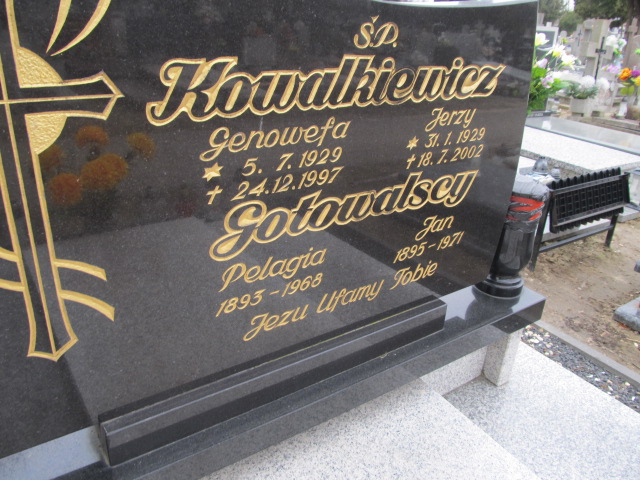 Ś.P.
Kowalkiewicz
Genowefa Jerzy
* 5. 7. 1929 * 31. 1. 1929
+ 24.12.1997 + 18. 7. 2002
Gotowalscy
Pelagia Jan
1893 - 1968 1895 - 1971
Jezu Ufamy Tobie